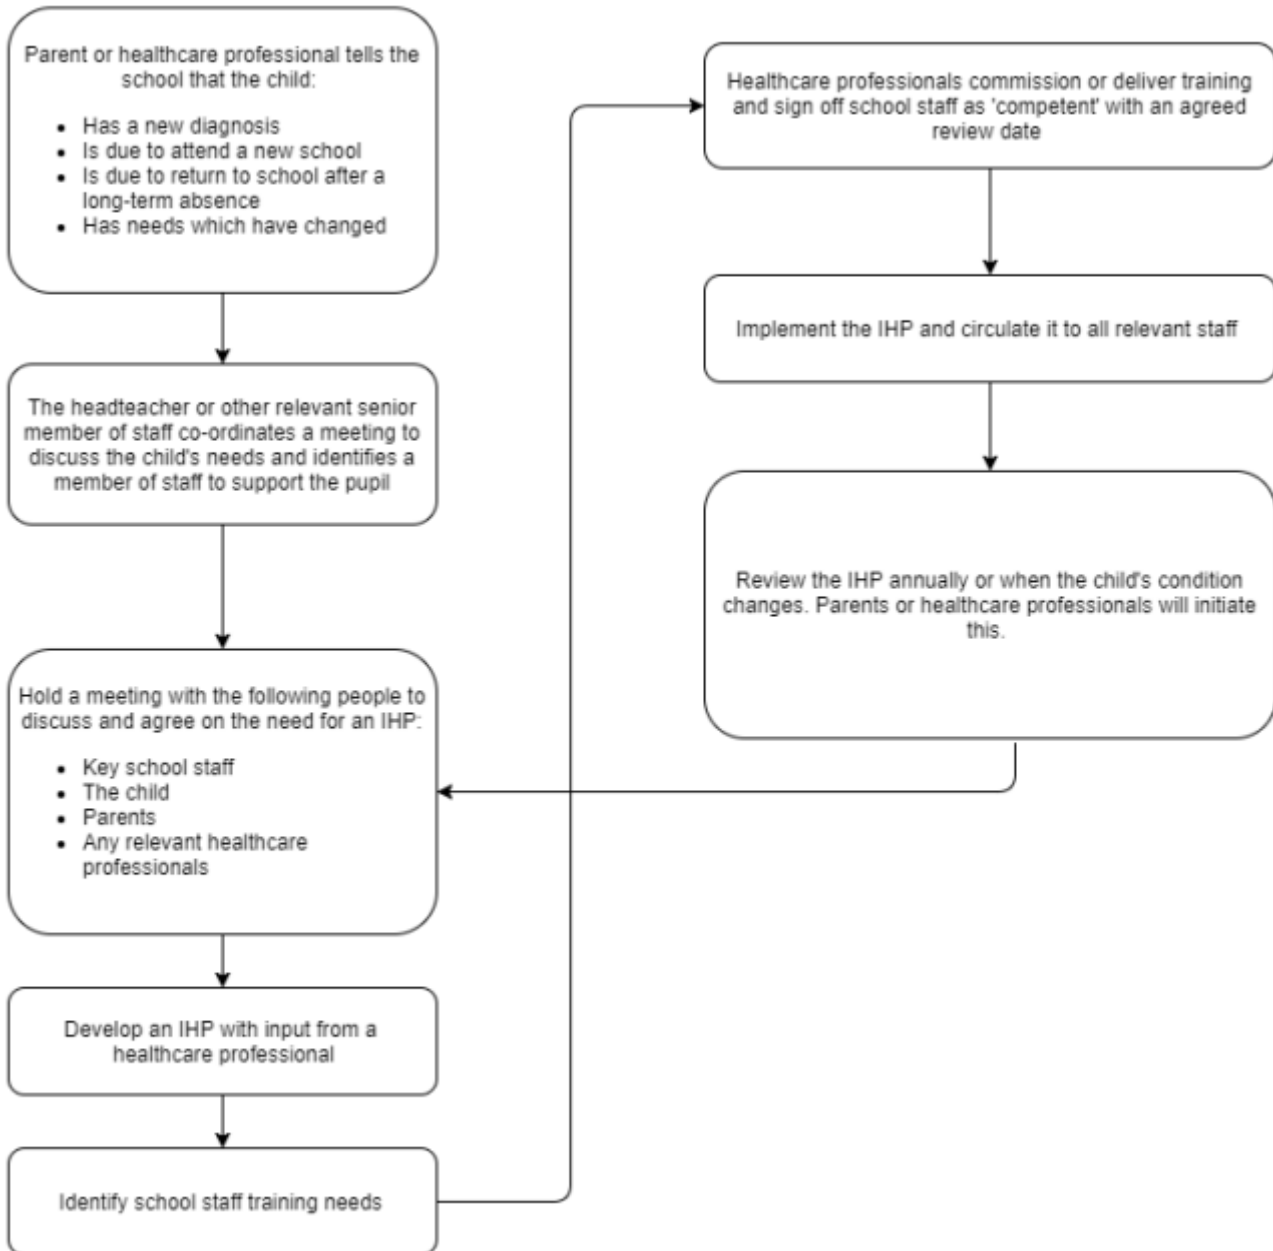 Parent or healthcare professional tells the
school that the child:
• Has a new diagnosis
• Is due to attend a new school
• Is due to return to school after a
long-term absence
• Has needs which have changed
The headteacher or other relevant senior
member of staff co-ordinates a meeting to
discuss the child's needs and identifies a
member of staff to support the pupil
Hold a meeting with the following people to
discuss and agree on the need for an IHP:
• Key school staff
• The child
• Parents
• Any relevant healthcare
professionals
Develop an IHP with input from a
healthcare professional
Identify school staff training needs
Healthcare professionals commission or deliver training
and sign off school staff as 'competent' with an agreed
review date
Implement the IHP and circulate it to all relevant staff
Review the IHP annually or when the child's condition
changes. Parents or healthcare professionals will initiate
this.